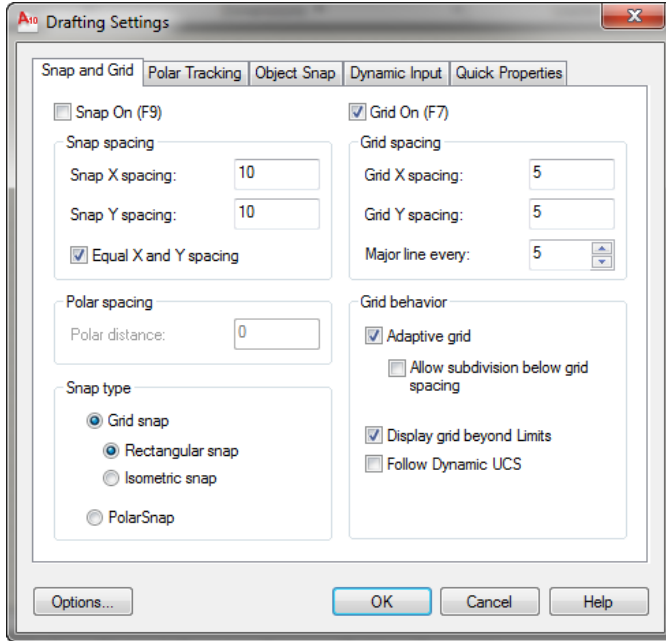 A10 Drafting Settings
Snap and Grid Polar Tracking Object Snap Dynamic Input Quick Properties
Snap On (F9)
Snap spacing
Snap X spacing: 10
Snap Y spacing: 10
Equal X and Y spacing
Polar spacing
Polar distance: 0
Snap type
Grid snap
Rectangular snap
Isometric snap
PolarSnap
Grid On (F7)
Grid spacing
Grid X spacing: 5
Grid Y spacing: 5
Major line every: 5
Grid behavior
Adaptive grid
Allow subdivision below grid
spacing
Display grid beyond Limits
Follow Dynamic UCS
Options... OK Cancel Help